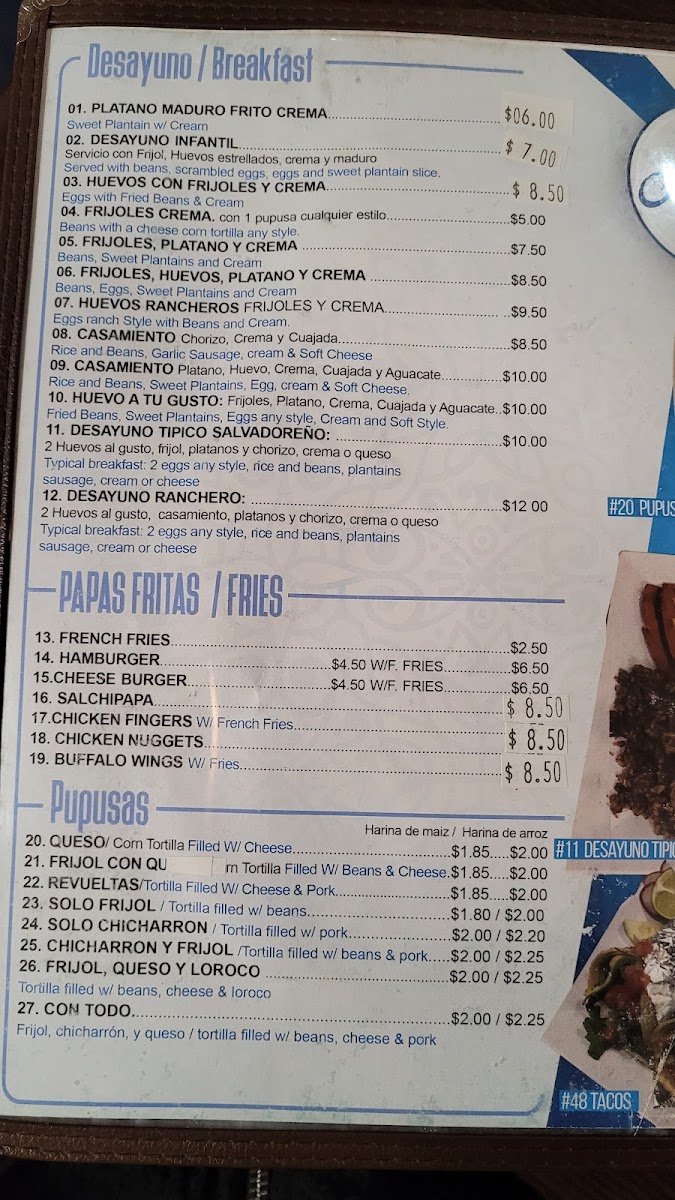 Desayuno / Breakfast
01. PLATANO MADURO FRITO CREMA........ $06.00
Sweet Plantain w/ Cream
02. DESAYUNO INFANTIL........ $ 7.00
Servicio con Frijol, Huevos estrellados, crema y maduro
Served with beans, scrambled eggs, eggs and sweet plantain slice.
03. HUEVOS CON FRIJOLES Y CREMA........ $ 8.50
Eggs with Fried Beans & Cream
04. FRIJOLES CREMA. con 1 pupusa cualquier estilo........$5.00
Beans with a cheese corn tortilla any style.
05. FRIJOLES, PLATANO Y CREMA ........$7.50
Beans, Sweet Plantains and Cream
06. FRIJOLES, HUEVOS, PLATANO Y CREMA ........$8.50
Beans, Eggs, Sweet Plantains and Cream
07. HUEVOS RANCHEROS FRIJOLES Y CREMA........ ..$9.50
Eggs ranch Style with Beans and Cream.
08. CASAMIENTO Chorizo, Crema y Cuajada........$8.50
Rice and Beans, Garlic Sausage, cream & Soft Cheese
09. CASAMIENTO Platano, Huevo, Crema, Cuajada y Aguacate........$10.00
Rice and Beans, Sweet Plantains, Egg, cream & Soft Cheese.
10. HUEVO A TU GUSTO: Frijoles, Platano, Crema, Cuajada y Aguacate..$10.00
Fried Beans, Sweet Plantains, Eggs any style, Cream and Soft Style.
11. DESAYUNO TIPICO SALVADOREÑO: ........$10.00
2 Huevos al gusto, frijol, platanos y chorizo, crema o queso
Typical breakfast: 2 eggs any style, rice and beans, plantains
sausage, cream or cheese
12. DESAYUNO RANCHERO: ........$12 00
2 Huevos al gusto, casamiento, platanos y chorizo, crema o queso
Typical breakfast: 2 eggs any style, rice and beans, plantains
sausage, cream or cheese
PAPAS FRITAS / FRIES
13. FRENCH FRIES........$2.50
14. HAMBURGER........$4.50 W/F. FRIES........$6.50
15.CHEESE BURGER........$4.50 W/F. FRIES........$6.50
16. SALCHIPAPA........ $ 8.50
17.CHICKEN FINGERS W/ French Fries........
18. CHICKEN NUGGETS........ $ 8.50
19. BUFFALO WINGS W/ Fries........ $ 8.50
Pupusas
Harina de maiz / Harina de arroz
20. QUESO/ Corn Tortilla Filled W/ Cheese........$1.85.....$2.00
21. FRIJOL CON QU rn Tortilla Filled W/ Beans & Cheese.$1.85.....$2.00
22. REVUELTAS/Tortilla Filled W/ Cheese & Pork........$1.85.....$2.00
23. SOLO FRIJOL / Tortilla filled w/ beans........$1.80 / $2.00
24. SOLO CHICHARRON / Tortilla filled w/ pork........$2.00 / $2.20
25. CHICHARRON Y FRIJOL /Tortilla filled w/ beans & pork.....$2.00 / $2.25
26. FRIJOL, QUESO Y LOROCO ........$2.00 / $2.25
Tortilla filled w/ beans, cheese & loroco
27. CON TODO........$2.00 / $2.25
Frijol, chicharrón, y queso / tortilla filled w/ beans, cheese & pork
#20 PUPUS
#11 DESAYUNO TIPIC
#48 TACOS